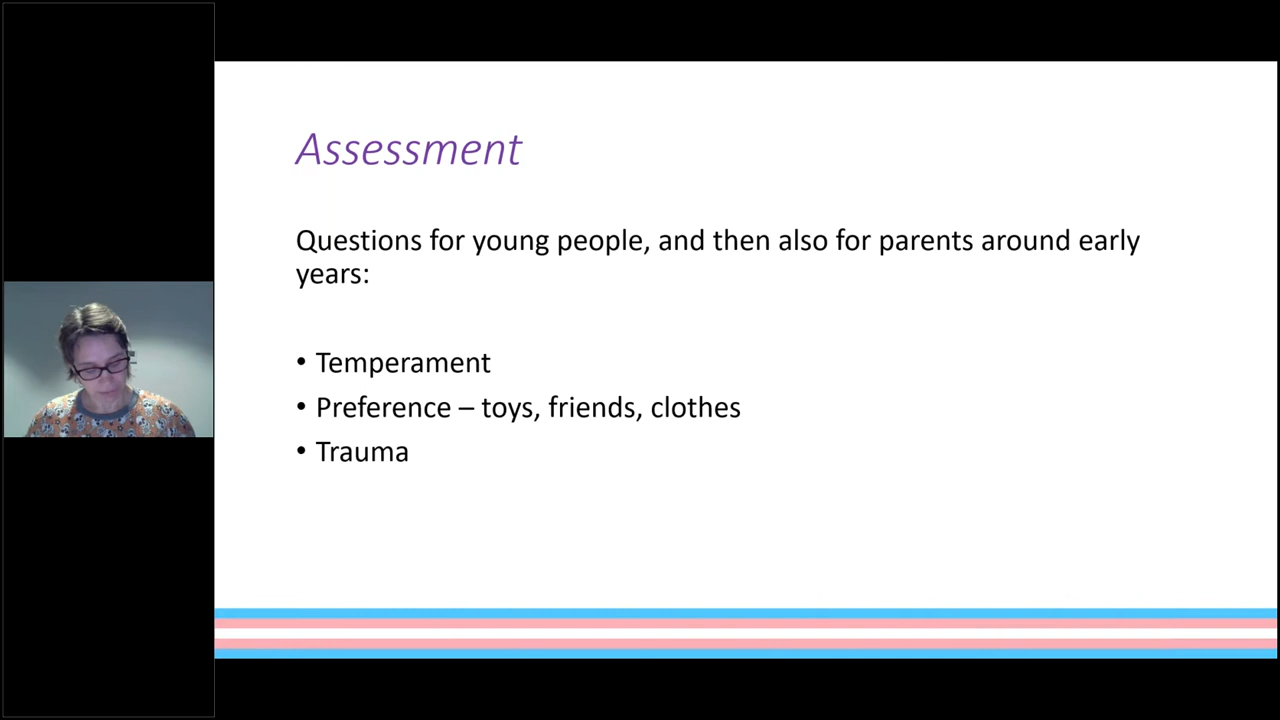 Assessment
Questions for young people, and then also for parents around early
years:
• Temperament
• Preference – toys, friends, clothes
• Trauma